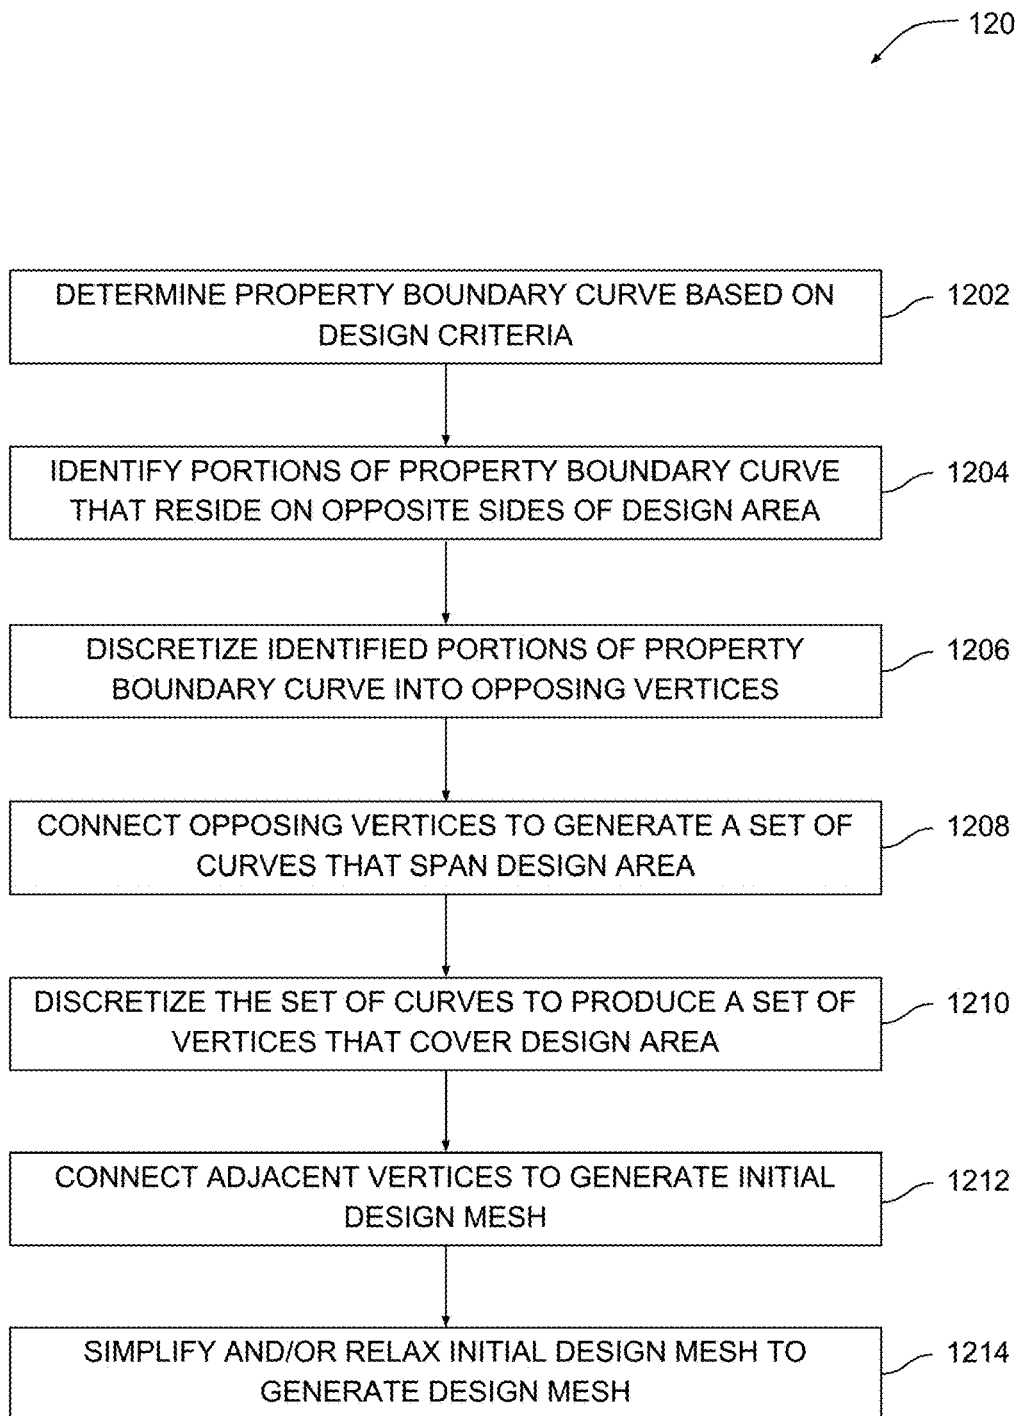 120
DETERMINE PROPERTY BOUNDARY CURVE BASED ON
DESIGN CRITERIA
1202
IDENTIFY PORTIONS OF PROPERTY BOUNDARY CURVE
THAT RESIDE ON OPPOSITE SIDES OF DESIGN AREA
1204
DISCRETIZE IDENTIFIED PORTIONS OF PROPERTY
BOUNDARY CURVE INTO OPPOSING VERTICES
1206
CONNECT OPPOSING VERTICES TO GENERATE A SET OF
CURVES THAT SPAN DESIGN AREA
1208
DISCRETIZE THE SET OF CURVES TO PRODUCE A SET OF
VERTICES THAT COVER DESIGN AREA
1210
CONNECT ADJACENT VERTICES TO GENERATE INITIAL
DESIGN MESH
1212
SIMPLIFY AND/OR RELAX INITIAL DESIGN MESH TO
GENERATE DESIGN MESH
1214